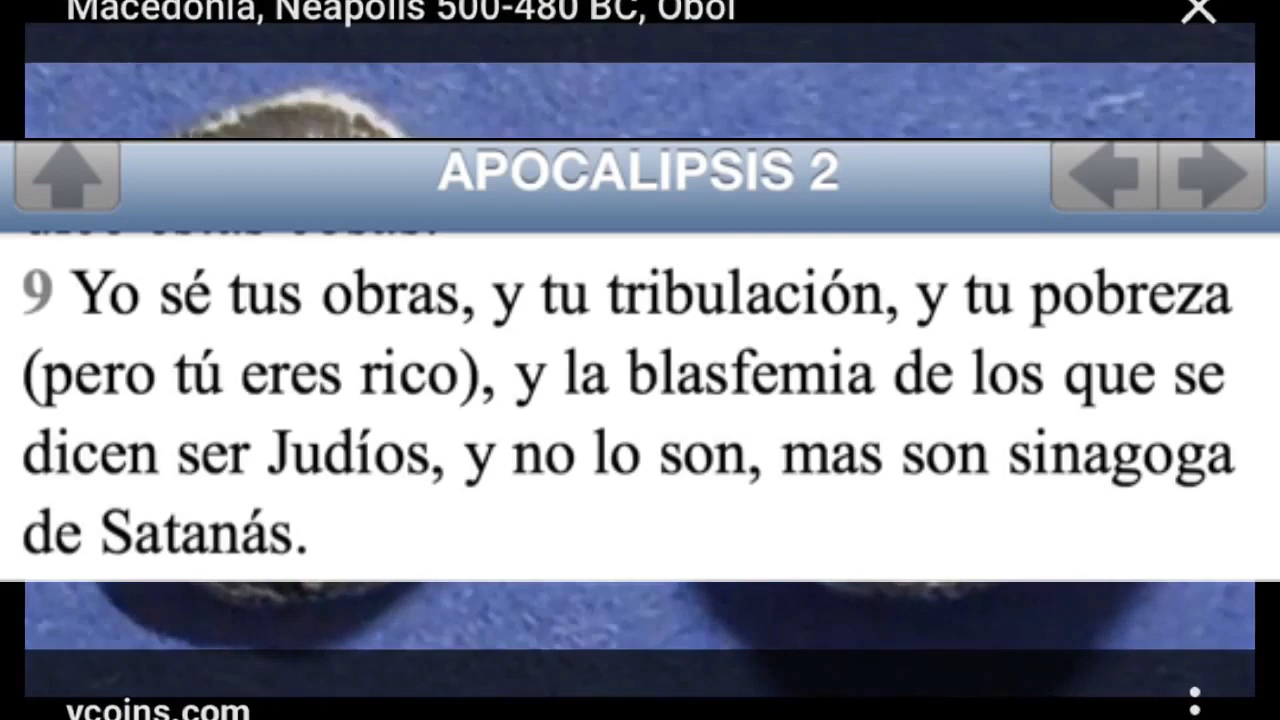 Macedonia, Neapolis 500-480 BC, Obol
APOCALIPSIS 2
9 Yo sé tus obras, y tu tribulación, y tu pobreza
(pero tú eres rico), y la blasfemia de los que se
dicen ser Judíos, y no lo son, mas son sinagoga
de Satanás.
vcoins.com